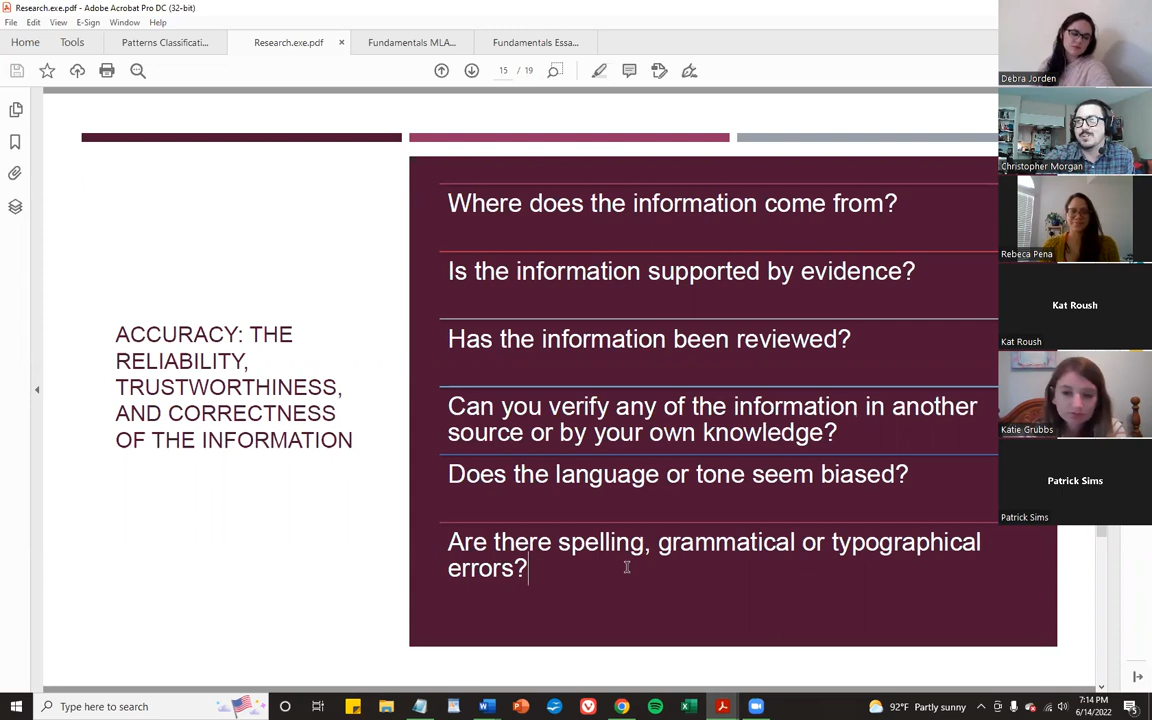 Research.exe.pdf - Adobe Acrobat Pro DC (32-bit)
File Edit View E-Sign Window Help
Home Tools Patterns Classificati... Research.exe.pdf × Fundamentals MLA... Fundamentals Essa...
15 / 19
ACCURACY: THE
RELIABILITY,
TRUSTWORTHINESS,
AND CORRECTNESS
OF THE INFORMATION
Where does the information come from?
Is the information supported by evidence?
Has the information been reviewed?
Can you verify any of the information in another
source or by your own knowledge?
Does the language or tone seem biased?
Are there spelling, grammatical or typographical
errors?
Debra Jorden
Christopher Morgan
Rebeca Pena
Kat Roush
Kat Roush
Katie Grubbs
Patrick Sims
Patrick Sims
Type here to search
92°F Partly sunny
7:14 PM
6/14/2022
5